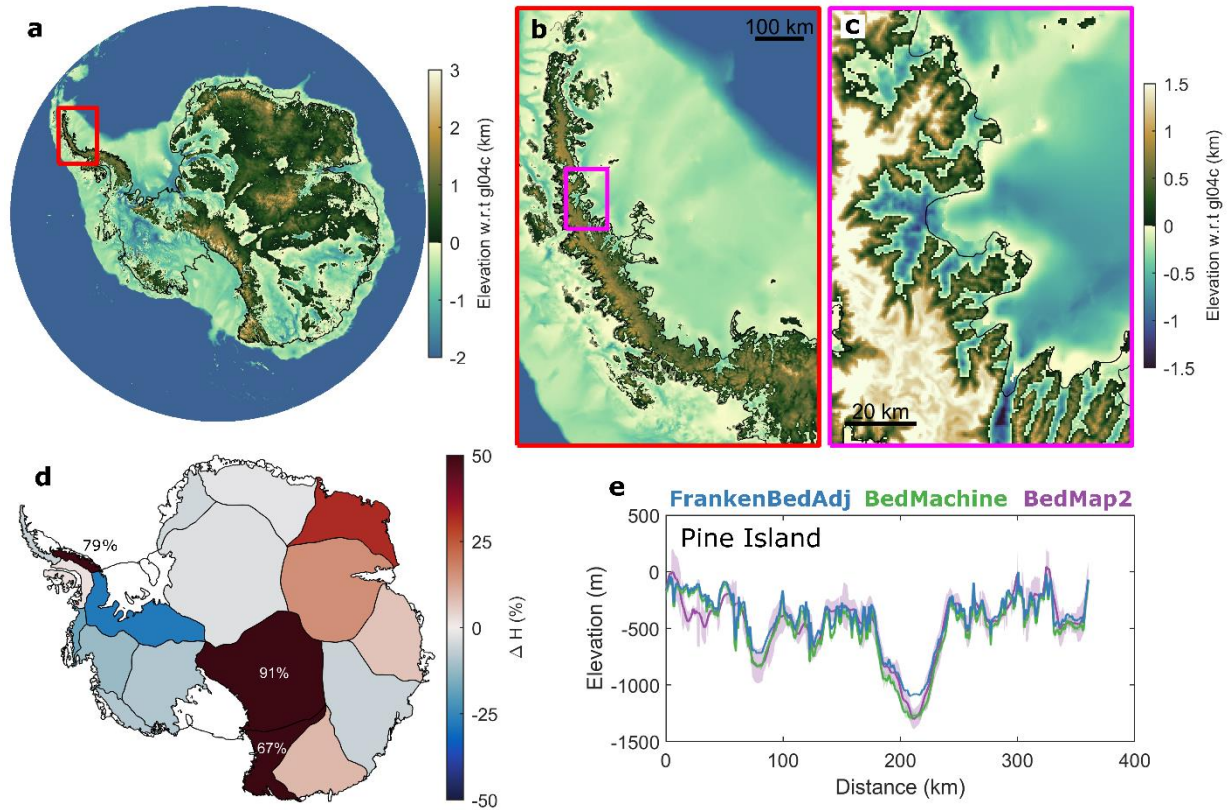 a
3
2
1
0
-1
-2
Elevation w.r.t gl04c (km)
b
100 km
c
20 km
1.5
1
0.5
0
-0.5
-1
-1.5
Elevation w.r.t gl04c (km)
d
79%
91%
67%
50
25
0
-25
-50
Δ H (%)
e
FrankenBedAdj BedMachine BedMap2
Pine Island
500
0
-500
-1000
-1500
Elevation (m)
0 100 200 300 400
Distance (km)